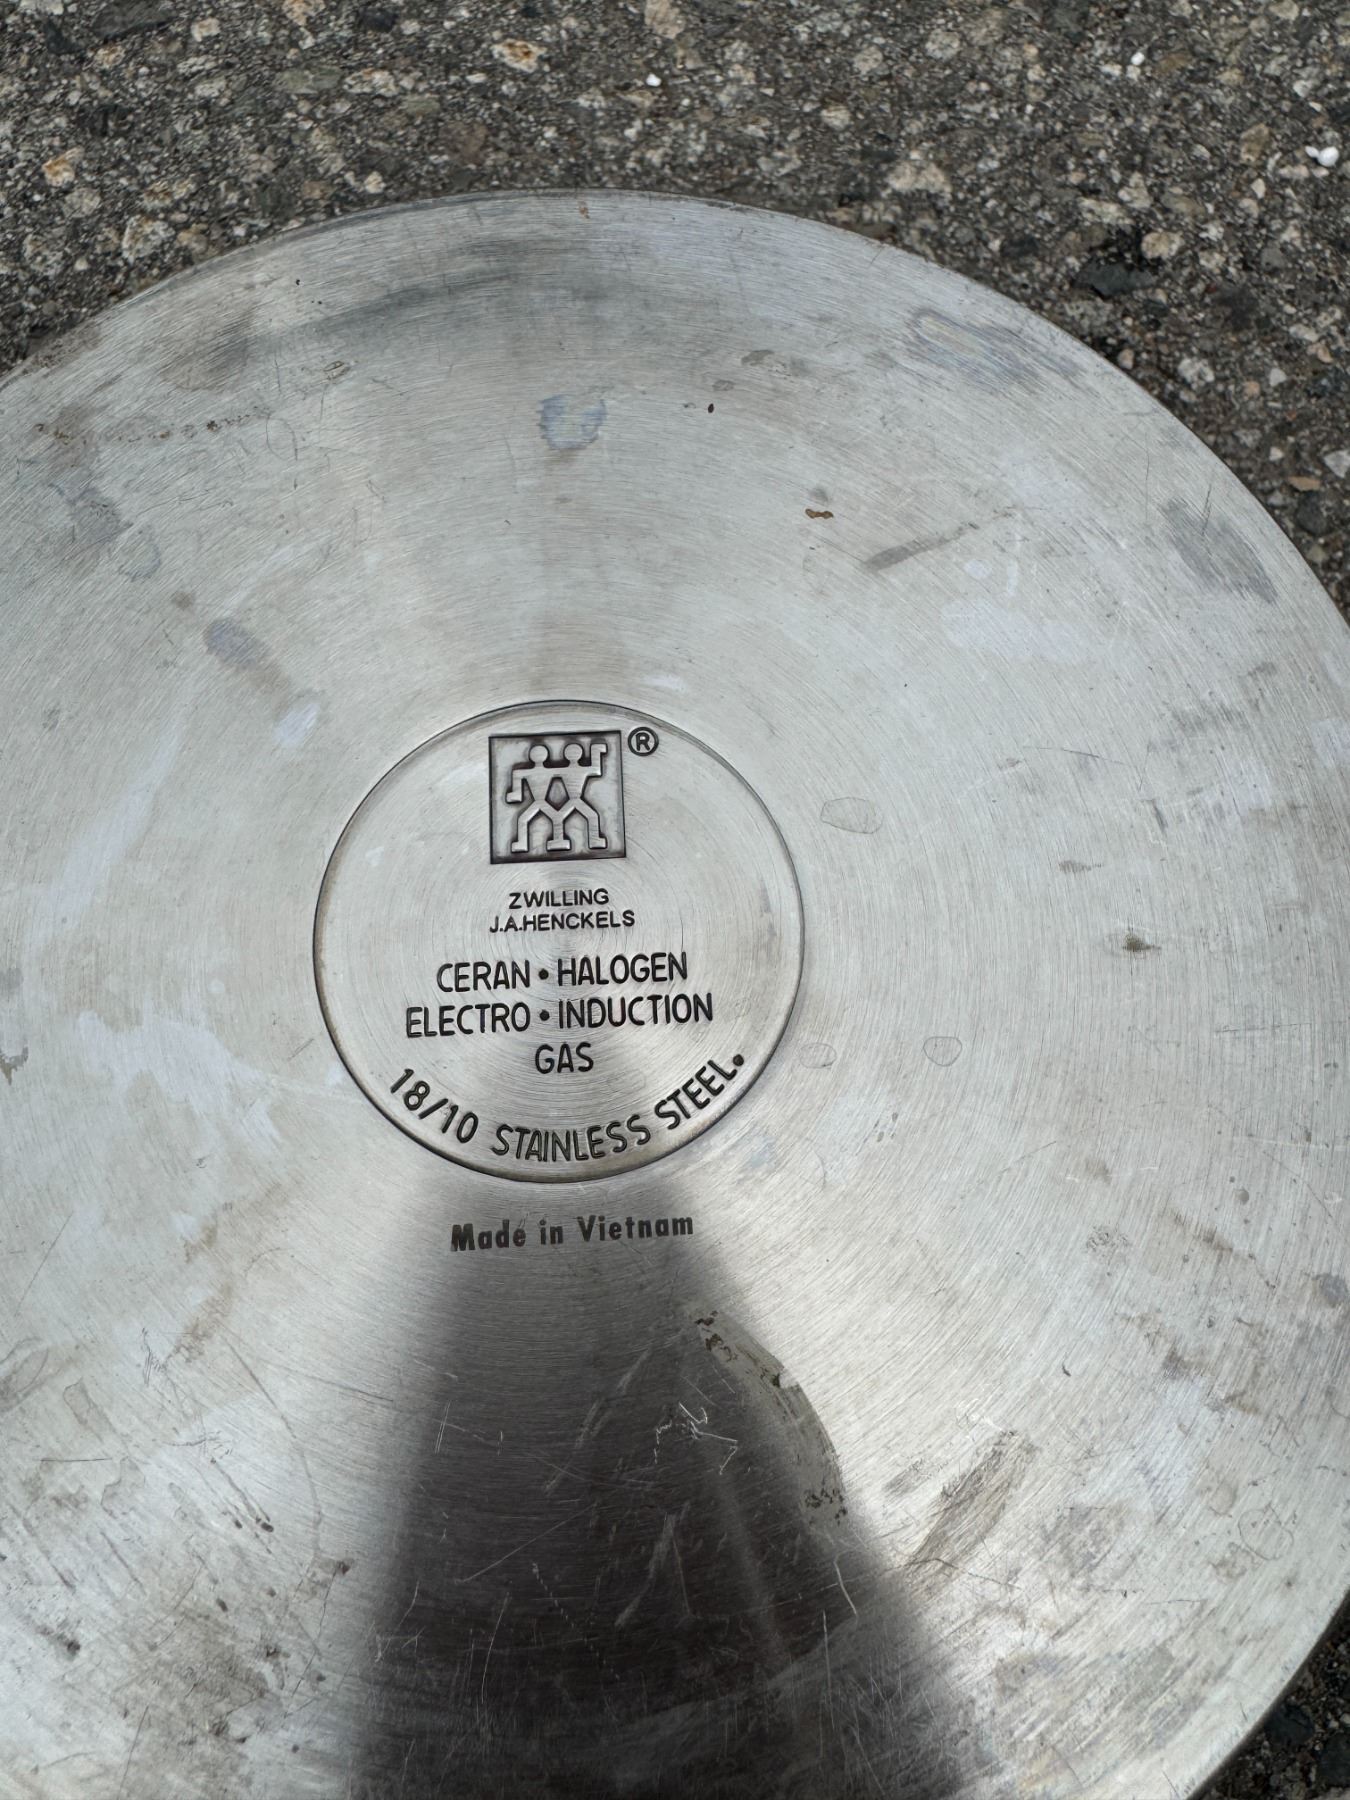 ®
ZWILLING
J.A.HENCKELS
CERAN • HALOGEN
ELECTRO • INDUCTION
GAS
18/10 STAINLESS STEEL.
Made in Vietnam